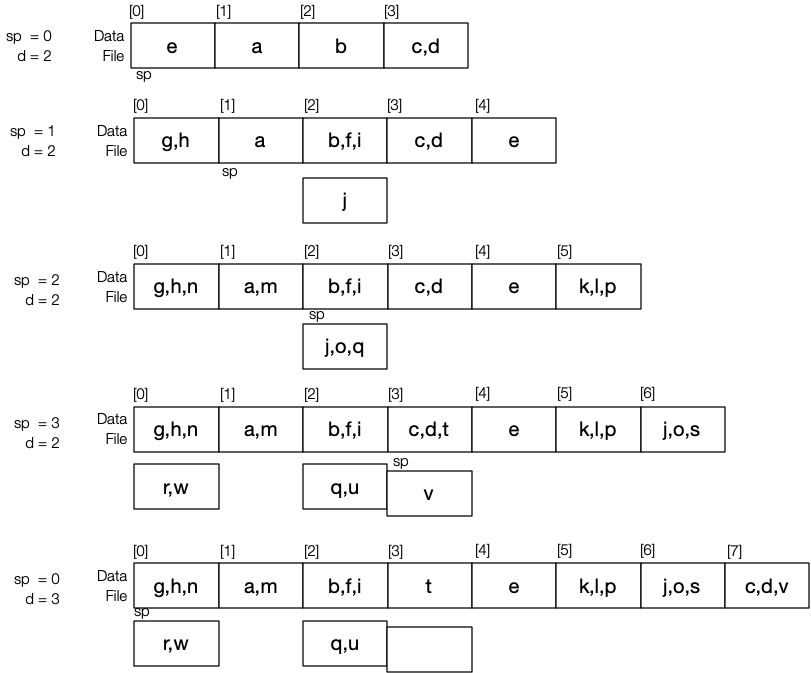 [0] [1] [2] [3]
sp = 0 Data e a b c,d
d = 2 File
sp
[0] [1] [2] [3] [4]
sp = 1 Data g,h a b,f,i c,d e
d = 2 File
sp
j
[0] [1] [2] [3] [4] [5]
sp = 2 Data g,h,n a,m b,f,i c,d e k,l,p
d = 2 File
sp
j,o,q
[0] [1] [2] [3] [4] [5] [6]
sp = 3 Data g,h,n a,m b,f,i c,d,t e k,l,p j,o,s
d = 2 File
sp
r,w q,u v
[0] [1] [2] [3] [4] [5] [6] [7]
sp = 0 Data g,h,n a,m b,f,i t e k,l,p j,o,s c,d,v
d = 3 File
sp
r,w q,u